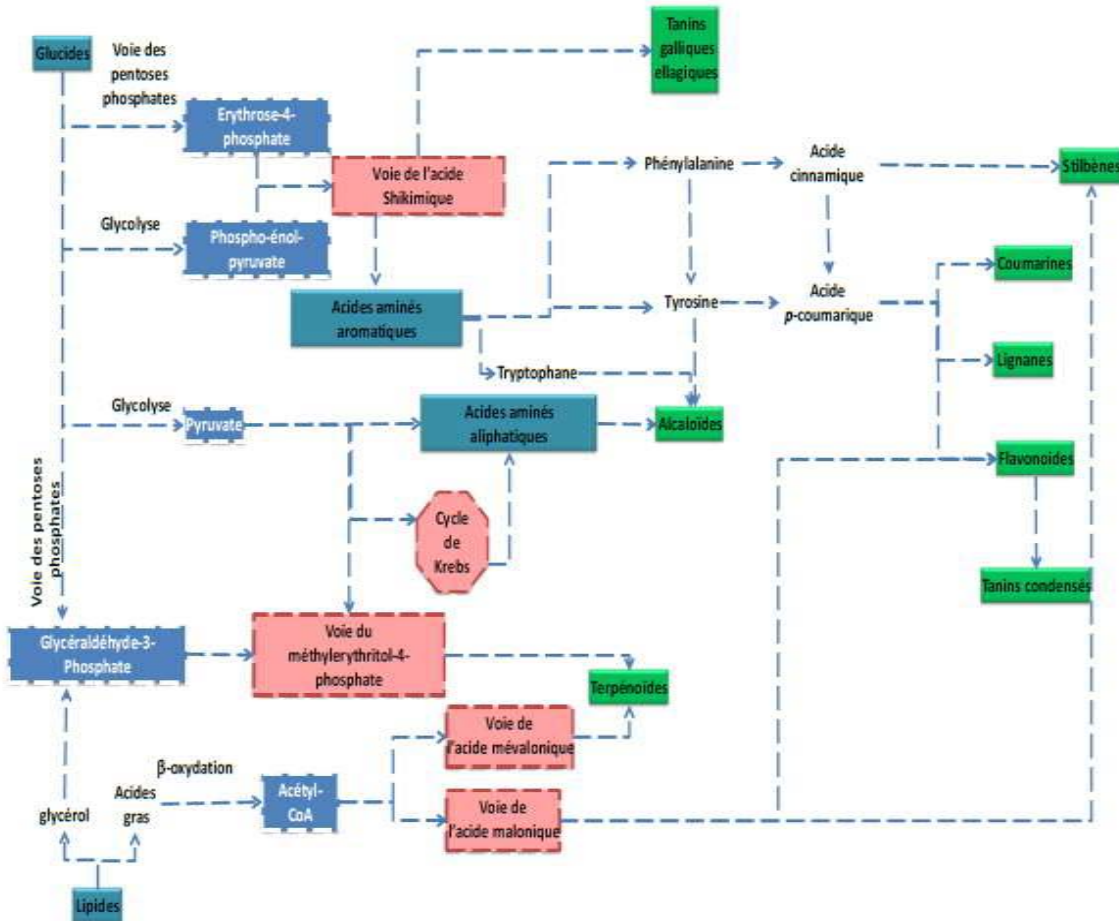 Glucides
Voie des
pentoses
phosphates
Tanins
galliques
ellagiques
Erythrose-4-
phosphate
Voie de l'acide
Shikimique
Phénylalanine
Acide
cinnamique
Stilbènes
Glycolyse
Phospho-énol-
pyruvate
Coumarines
Acides aminés
aromatiques
Tyrosine
Acide
p-coumarique
Lignanes
Tryptophane
Glycolyse
Pyruvate
Acides aminés
aliphatiques
Alcaloïdes
Flavonoides
Voie des pentoses
phosphates
Cycle
de
Krebs
Tanins condensés
Glycéraldéhyde-3-
Phosphate
Voie du
méthylerythritol-4-
phosphate
Terpénoïdes
Voie de
l'acide mévalonique
β-oxydation
glycérol
Acides
gras
Acétyl-
CoA
Voie de
l'acide malonique
Lipides